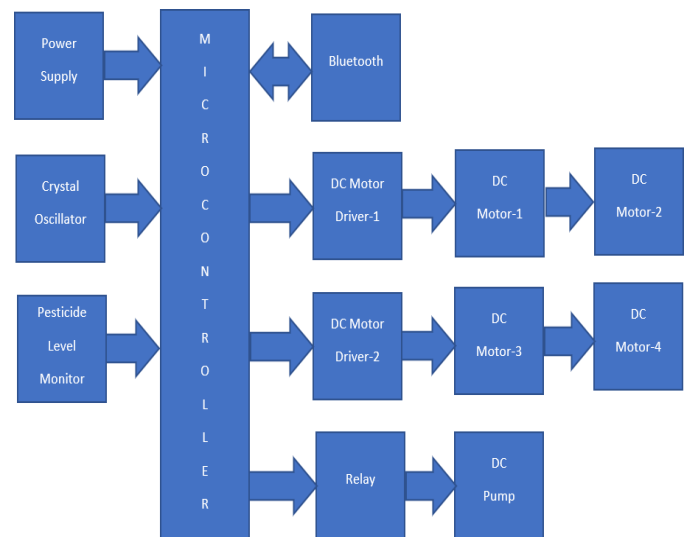 Power
Supply
M
I
C
R
O
C
O
N
T
R
O
L
L
E
R
Bluetooth
Crystal
Oscillator
DC Motor
Driver-1
DC
Motor-1
DC
Motor-2
Pesticide
Level
Monitor
DC Motor
Driver-2
DC
Motor-3
DC
Motor-4
Relay
DC
Pump